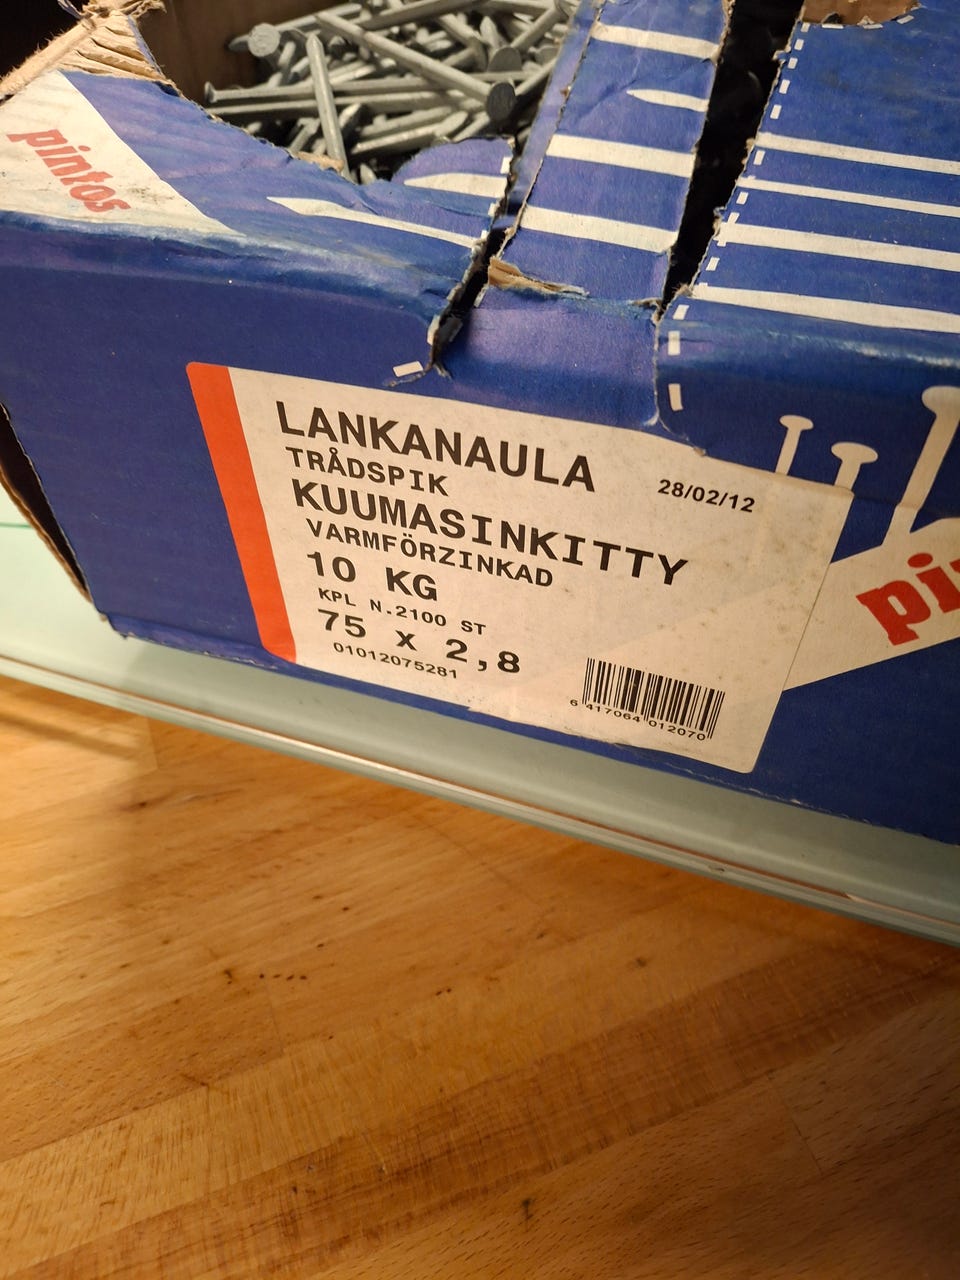 pintos
LANKANAULA
TRÅDSPIK
28/02/12
KUUMASINKITTY
VARMFÖRZINKAD
10 KG
KPL N.2100 ST
75 x 2,8
01012075281
6 417064 012070
pi